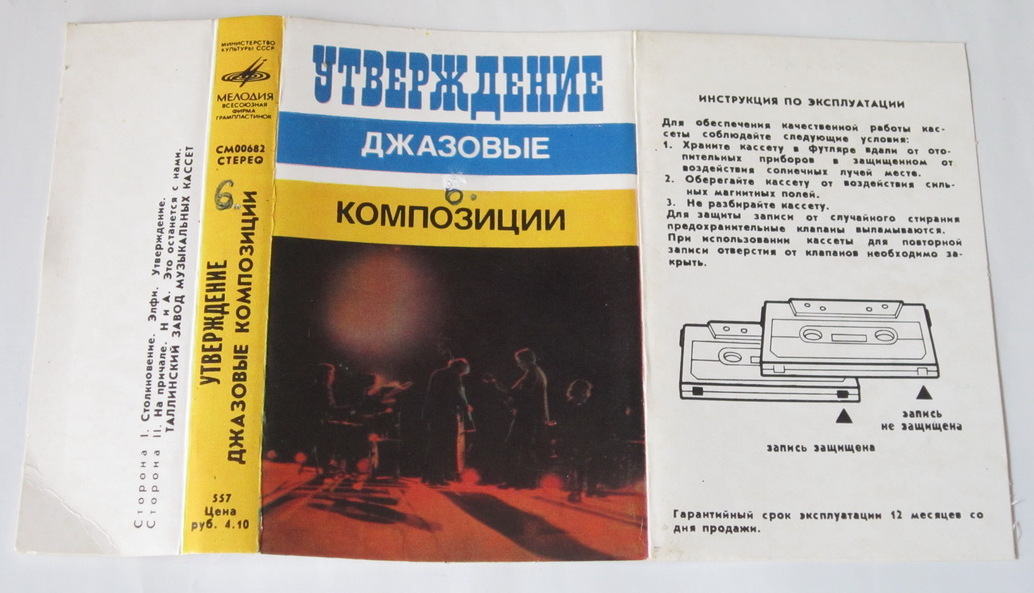 Сторона I. Столкновение. Элфи. Утверждение.
Сторона II. На причале. Н и А. Это останется с нами.
ТАЛЛИНСКИЙ ЗАВОД МУЗЫКАЛЬНЫХ КАССЕТ
МИНИСТЕРСТВО
КУЛЬТУРЫ СССР
МЕЛОДИЯ
ВСЕСОЮЗНАЯ
ФИРМА
ГРАМПЛАСТИНОК
СМ00682
СТЕРЕО
6
УТВЕРЖДЕНИЕ
ДЖАЗОВЫЕ КОМПОЗИЦИИ
557
Цена
руб. 4.10
УТВЕРЖДЕНИЕ
ДЖАЗОВЫЕ
6.
КОМПОЗИЦИИ
ИНСТРУКЦИЯ ПО ЭКСПЛУАТАЦИИ
Для обеспечения качественной работы кас-
сеты соблюдайте следующие условия:
1. Храните кассету в футляре вдали от ото-
пительных приборов в защищенном от
воздействия солнечных лучей месте.
2. Оберегайте кассету от воздействия силь-
ных магнитных полей.
3. Не разбирайте кассету.
Для защиты записи от случайного стирания
предохранительные клапаны выламываются.
При использовании кассеты для повторной
записи отверстия от клапанов необходимо за-
крыть.
запись
не защищена
запись защищена
Гарантийный срок эксплуатации 12 месяцев со
дня продажи.